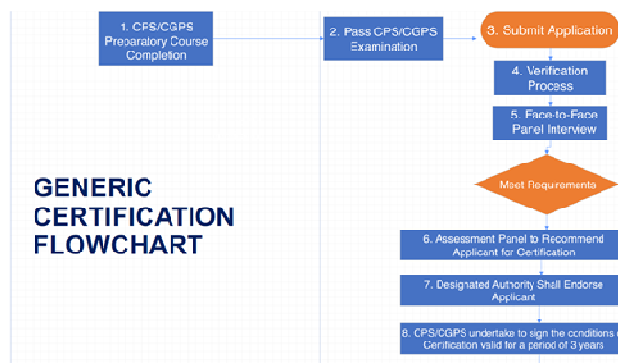 1. CPS/CGPS
Preparatory Course
Completion
2. Pass CPS/CGPS
Examination
3. Submit Application
4. Verification
Process
5. Face-to-Face
Panel Interview
Meet Requirements
GENERIC
CERTIFICATION
FLOWCHART
6. Assessment Panel to Recommend
Applicant for Certification
7. Designated Authority Shall Endorse
Applicant
8. CPS/CGPS undertake to sign the conditions
Cerification valid for a period of 3 years